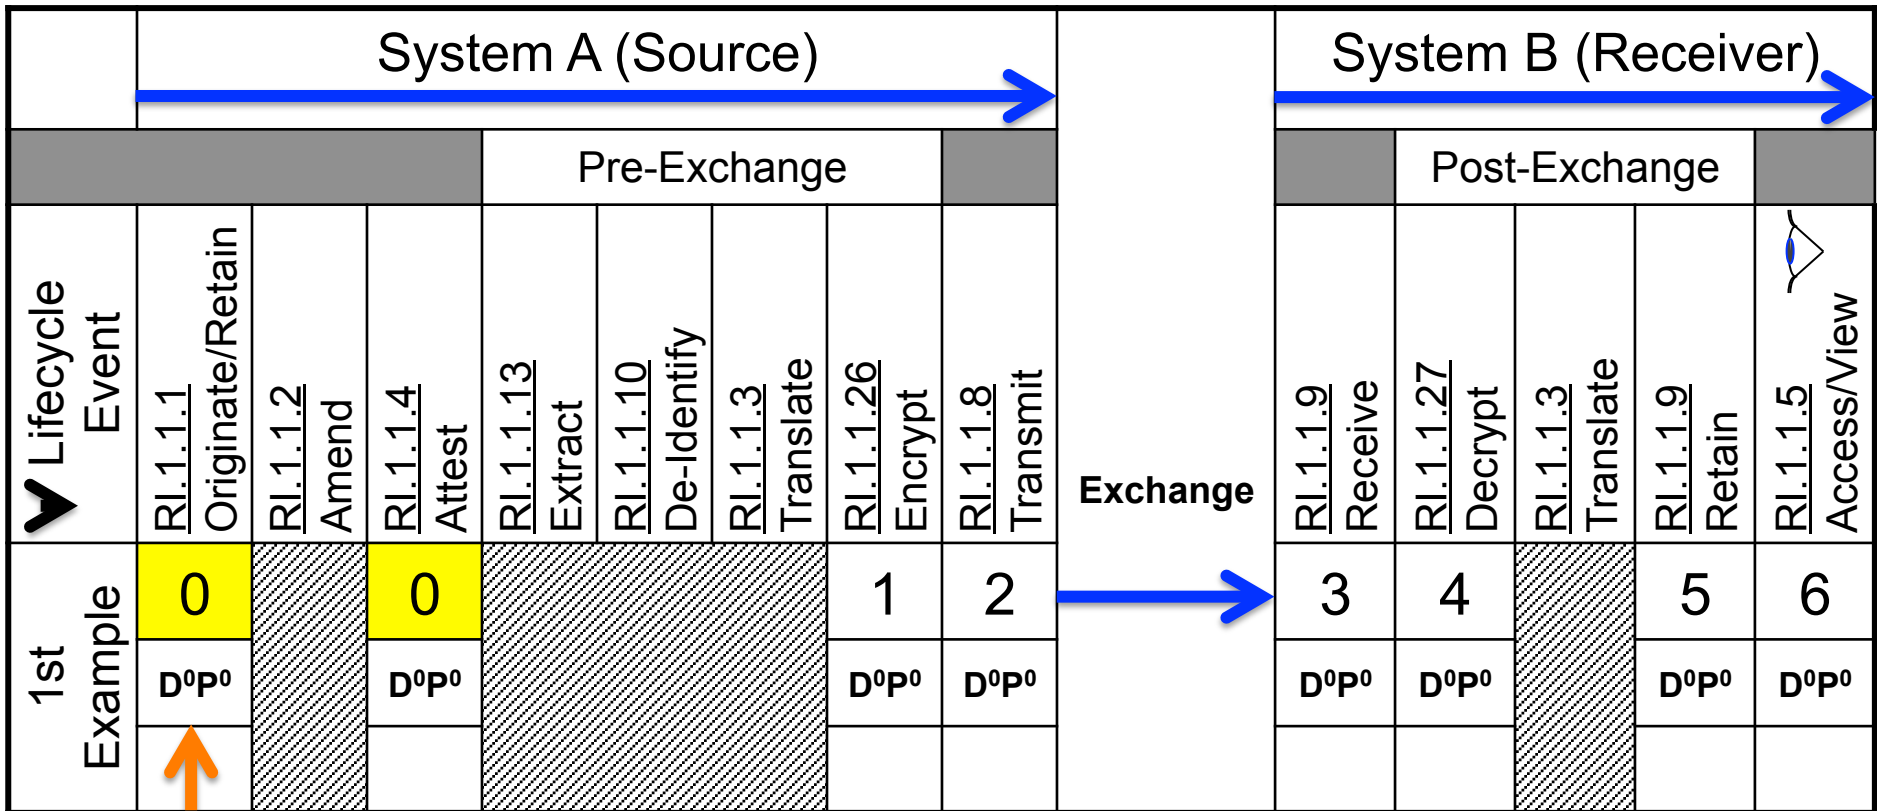 System A (Source)
System B (Receiver)
Pre-Exchange
Post-Exchange
Lifecycle
Event
RI.1.1.1
Originate/Retain
RI.1.1.2
Amend
RI.1.1.4
Attest
RI.1.1.13
Extract
RI.1.1.10
De-Identify
RI.1.1.3
Translate
RI.1.1.26
Encrypt
RI.1.1.8
Transmit
Exchange
RI.1.1.9
Receive
RI.1.1.27
Decrypt
RI.1.1.3
Translate
RI.1.1.9
Retain
RI.1.1.5
Access/View
1st
Example
0 0 1 2 3 4 5 6
D⁰P⁰ D⁰P⁰ D⁰P⁰ D⁰P⁰ D⁰P⁰ D⁰P⁰ D⁰P⁰ D⁰P⁰